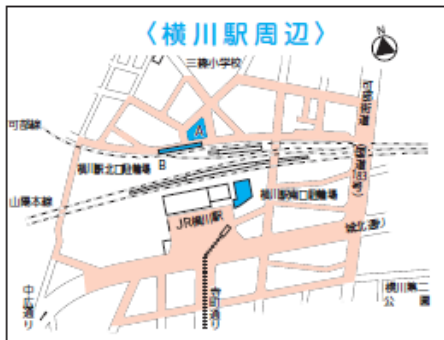 〈横川駅周辺〉
N
三篠小学校
可部街道
可部線
A
横川駅北口駐輪場
B
国道183号
山陽本線
横川駅南口駐輪場
JR横川駅
城北通り
中広通り
寺町通り
横川第二
公園